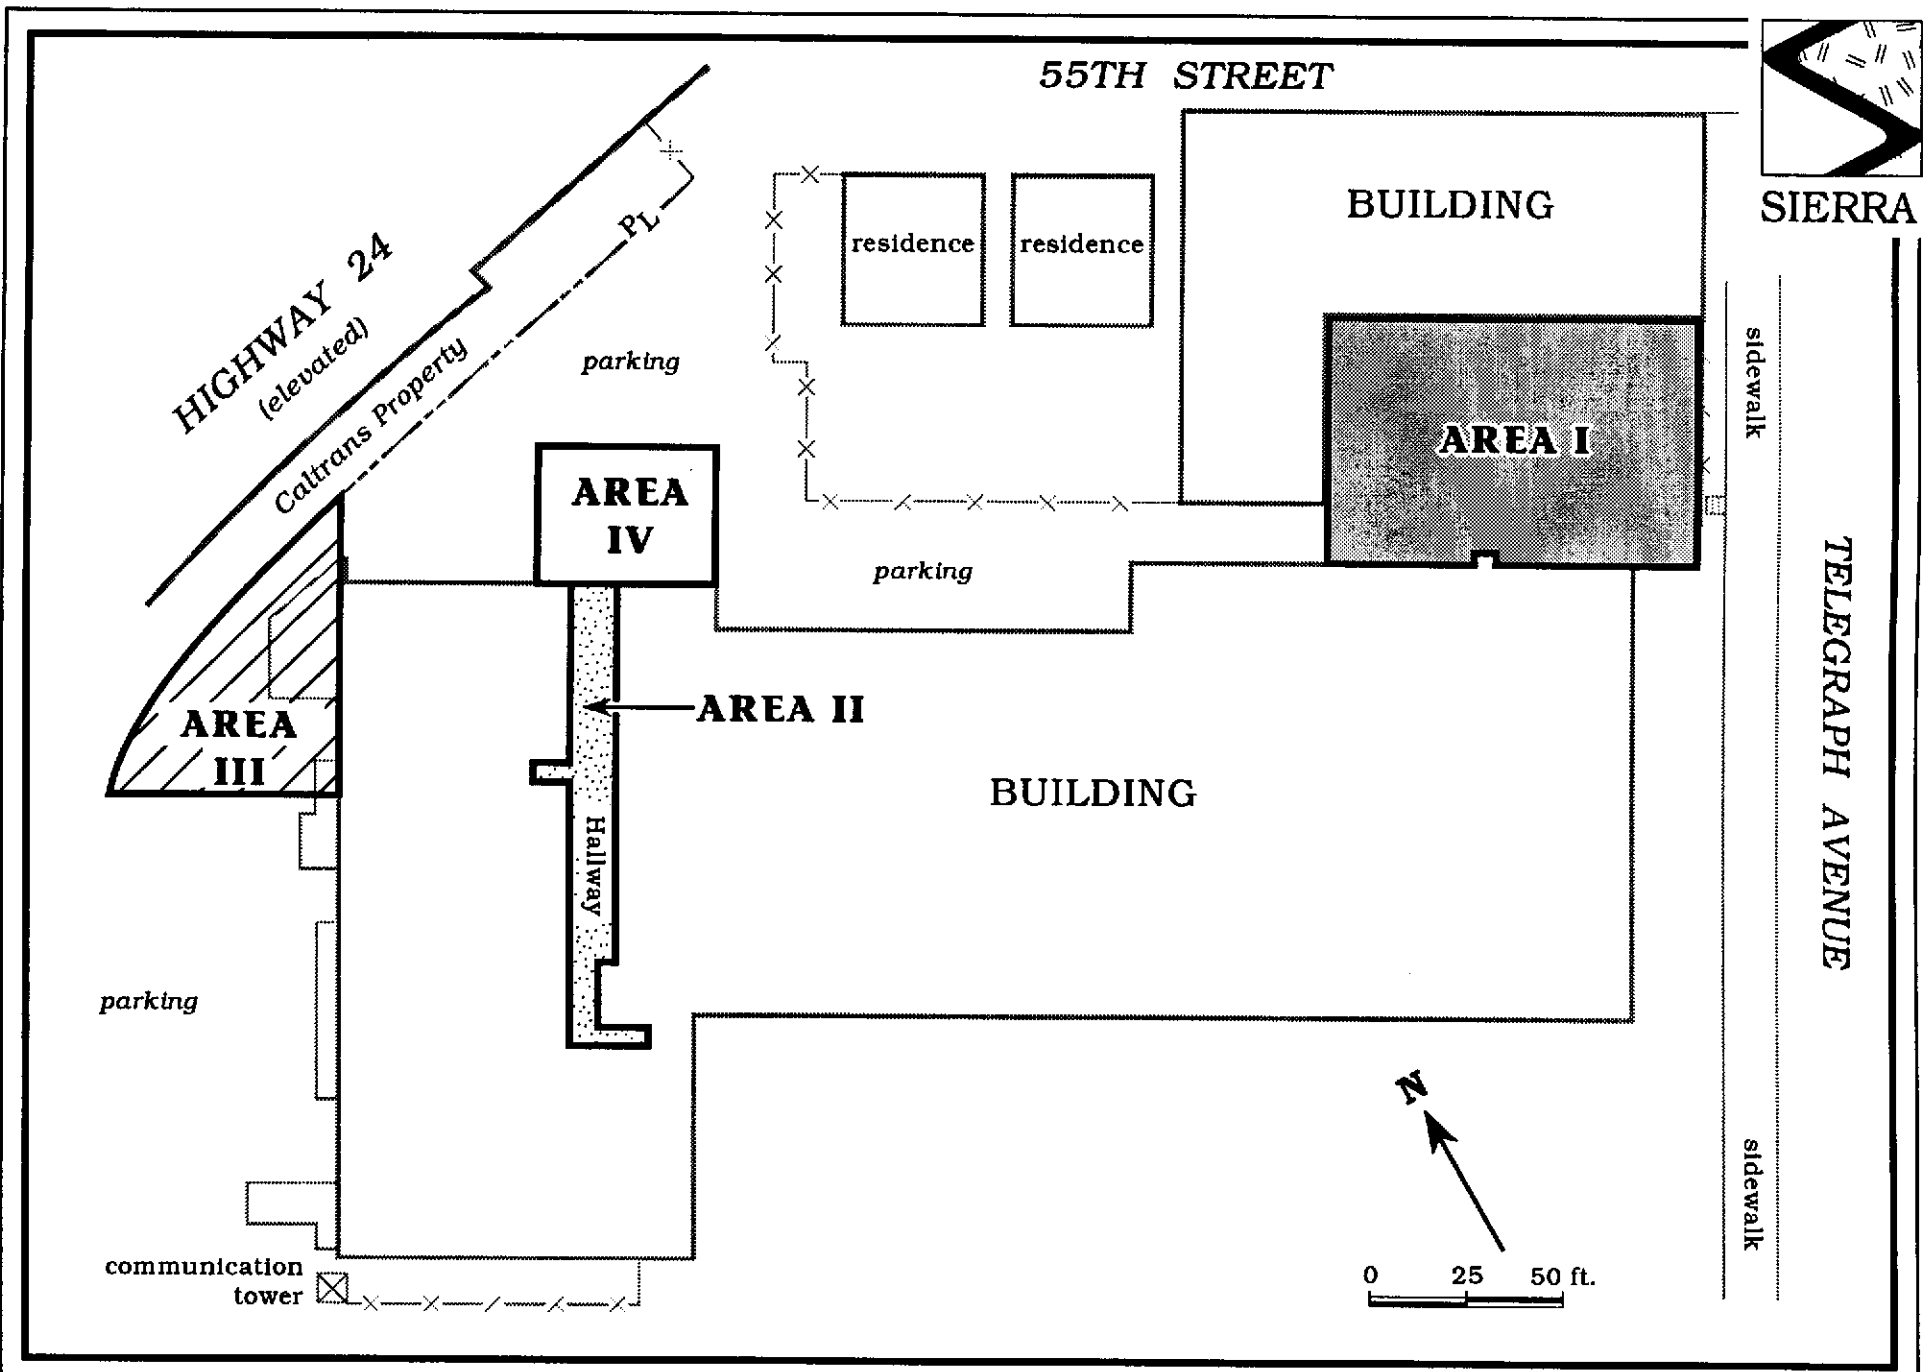 55TH STREET
SIERRA
BUILDING
residence
residence
HIGHWAY 24
(elevated)
Caltrans Property
PL
parking
sidewalk
AREA I
AREA
IV
parking
TELEGRAPH AVENUE
AREA II
AREA
III
BUILDING
Hallway
parking
N
sidewalk
communication
tower
0 25 50 ft.